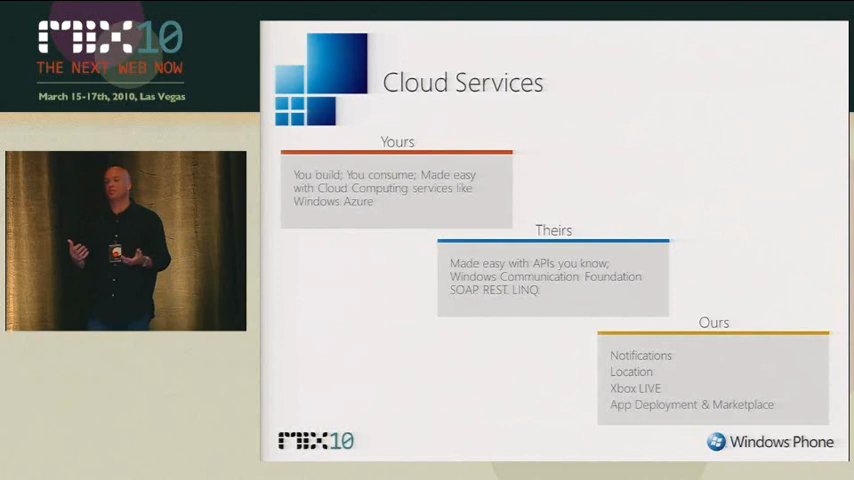 MIX10
THE NEXT WEB NOW
March 15-17th, 2010, Las Vegas
Cloud Services
Yours
You build; You consume; Made easy
with Cloud Computing services like
Windows Azure
Theirs
Made easy with APIs you know;
Windows Communication Foundation
SOAP REST LINQ
Ours
Notifications
Location
Xbox LIVE
App Deployment & Marketplace
MIX10
Windows Phone